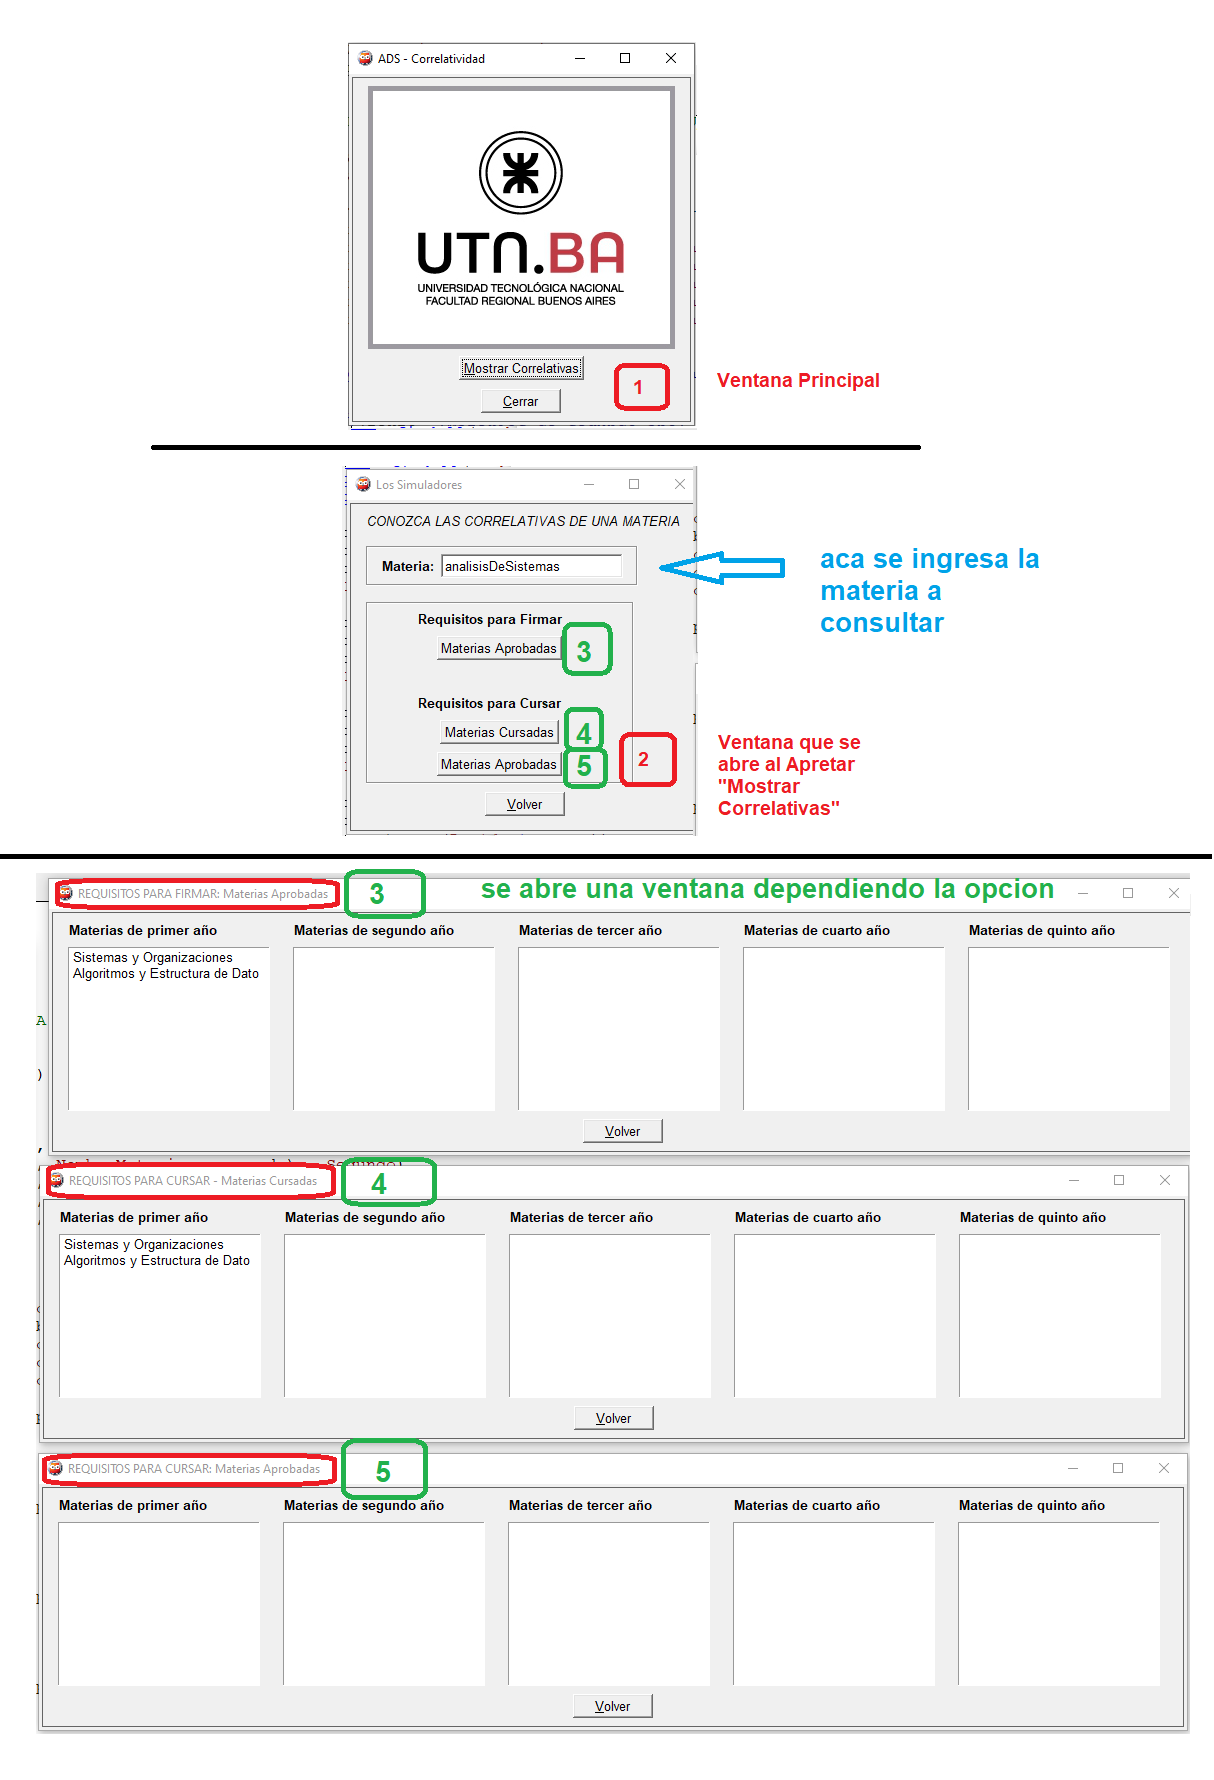 ADS - Correlatividad
UTN.BA
UNIVERSIDAD TECNOLÓGICA NACIONAL
FACULTAD REGIONAL BUENOS AIRES
Mostrar Correlativas
1
Ventana Principal
Cerrar
Los Simuladores
CONOZCA LAS CORRELATIVAS DE UNA MATERIA
Materia: analisisDeSistemas
aca se ingresa la
materia a
consultar
Requisitos para Firmar
Materias Aprobadas
3
Requisitos para Cursar
Materias Cursadas
4
Materias Aprobadas
5
2
Ventana que se
abre al Apretar
"Mostrar
Correlativas"
Volver
REQUISITOS PARA FIRMAR: Materias Aprobadas
3
se abre una ventana dependiendo la opcion
Materias de primer año
Materias de segundo año
Materias de tercer año
Materias de cuarto año
Materias de quinto año
Sistemas y Organizaciones
Algoritmos y Estructura de Dato
Volver
REQUISITOS PARA CURSAR - Materias Cursadas
4
Materias de primer año
Materias de segundo año
Materias de tercer año
Materias de cuarto año
Materias de quinto año
Sistemas y Organizaciones
Algoritmos y Estructura de Dato
Volver
REQUISITOS PARA CURSAR: Materias Aprobadas
5
Materias de primer año
Materias de segundo año
Materias de tercer año
Materias de cuarto año
Materias de quinto año
Volver